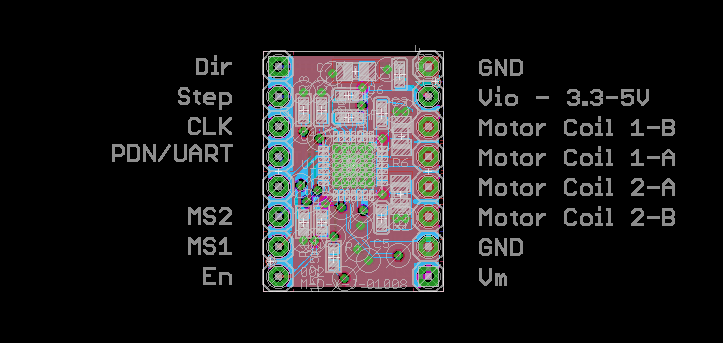 Dir
Step
CLK
PDN/UART
MS2
MS1
En
GND
Vio - 3.3-5V
Motor Coil 1-B
Motor Coil 1-A
Motor Coil 2-A
Motor Coil 2-B
GND
Vm